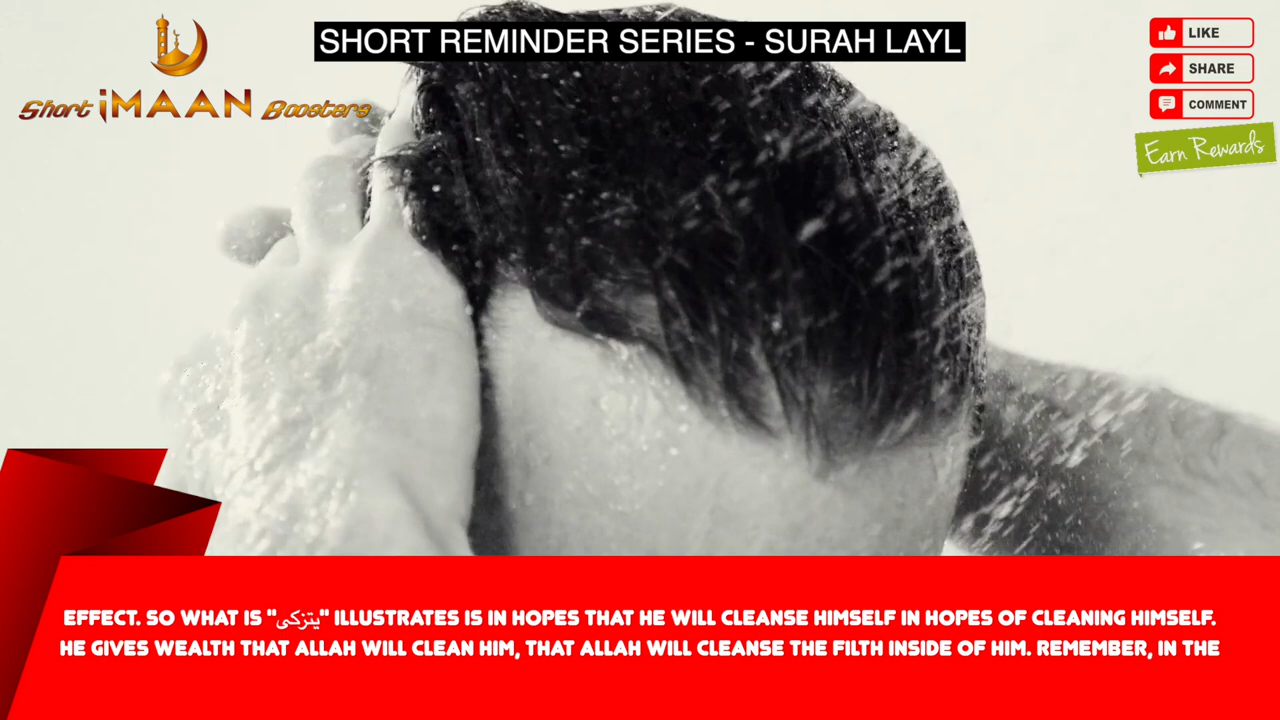 SHORT REMINDER SERIES - SURAH LAYL
Short iMAAN Boosters
LIKE
SHARE
COMMENT
Earn Rewards
EFFECT. SO WHAT IS "يتزكى" ILLUSTRATES IS IN HOPES THAT HE WILL CLEANSE HIMSELF IN HOPES OF CLEANING HIMSELF.
HE GIVES WEALTH THAT ALLAH WILL CLEAN HIM, THAT ALLAH WILL CLEANSE THE FILTH INSIDE OF HIM. REMEMBER, IN THE